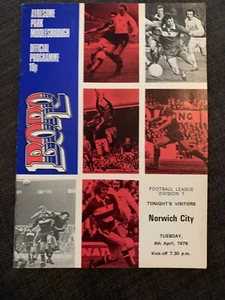 AYRESOME
PARK
MIDDLESBROUGH
OFFICIAL
PROGRAMME
10p
BORO
FOOTBALL LEAGUE
DIVISION 1
TONIGHT'S VISITORS
Norwich City
TUESDAY,
6th April, 1976
Kick-off 7.30 p.m.